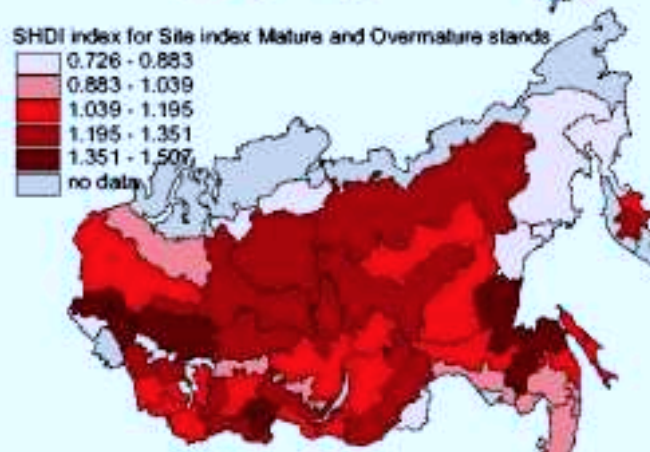 SHDI index for Site index Mature and Overmature stands
0.726 - 0.883
0.883 - 1.039
1.039 - 1.195
1.195 - 1.351
1.351 - 1.507
no data